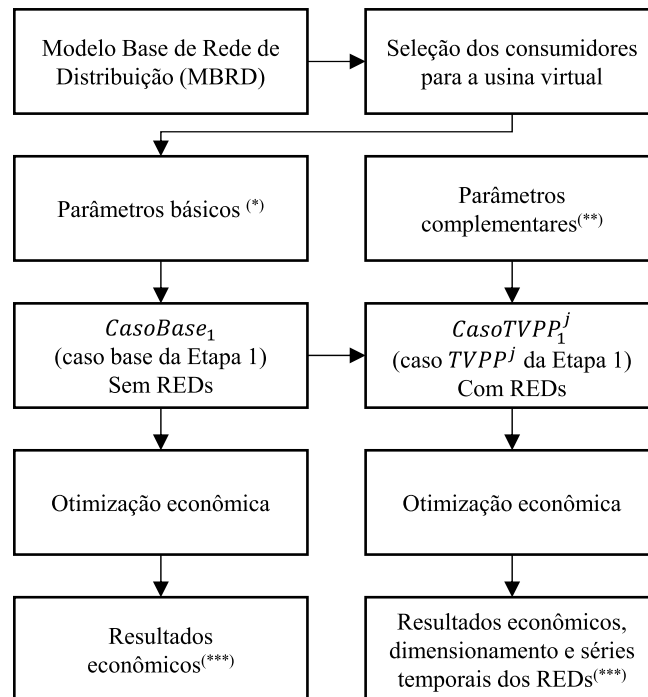 Modelo Base de Rede de
Distribuição (MBRD)
Seleção dos consumidores
para a usina virtual
Parâmetros básicos (*)
Parâmetros
complementares(**)
CasoBase₁
(caso base da Etapa 1)
Sem REDs
CasoTVPP₁ʲ
(caso TVPPʲ da Etapa 1)
Com REDs
Otimização econômica
Otimização econômica
Resultados
econômicos(***)
Resultados econômicos,
dimensionamento e séries
temporais dos REDs(***)